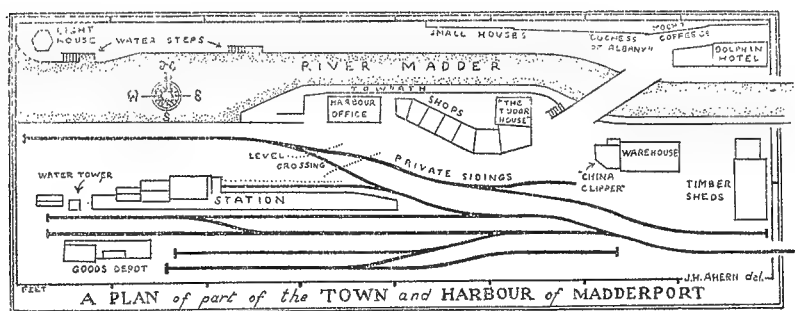 LIGHT
HOUSE
WATER STEPS
SMALL HOUSES
"DUCHESS
OF ALBANY"
MOCHA
COFFEE Co
DOLPHIN
HOTEL
N
W
E
S
RIVER MADDER
TOWPATH
HARBOUR
OFFICE
SHOPS
"THE
TUDOR
HOUSE"
LEVEL
CROSSING
PRIVATE SIDINGS
"CHINA
CLIPPER"
WAREHOUSE
TIMBER
SHEDS
WATER TOWER
STATION
GOODS DEPOT
J.H. AHERN del.
FEET
A PLAN of part of the TOWN and HARBOUR of MADDERPORT